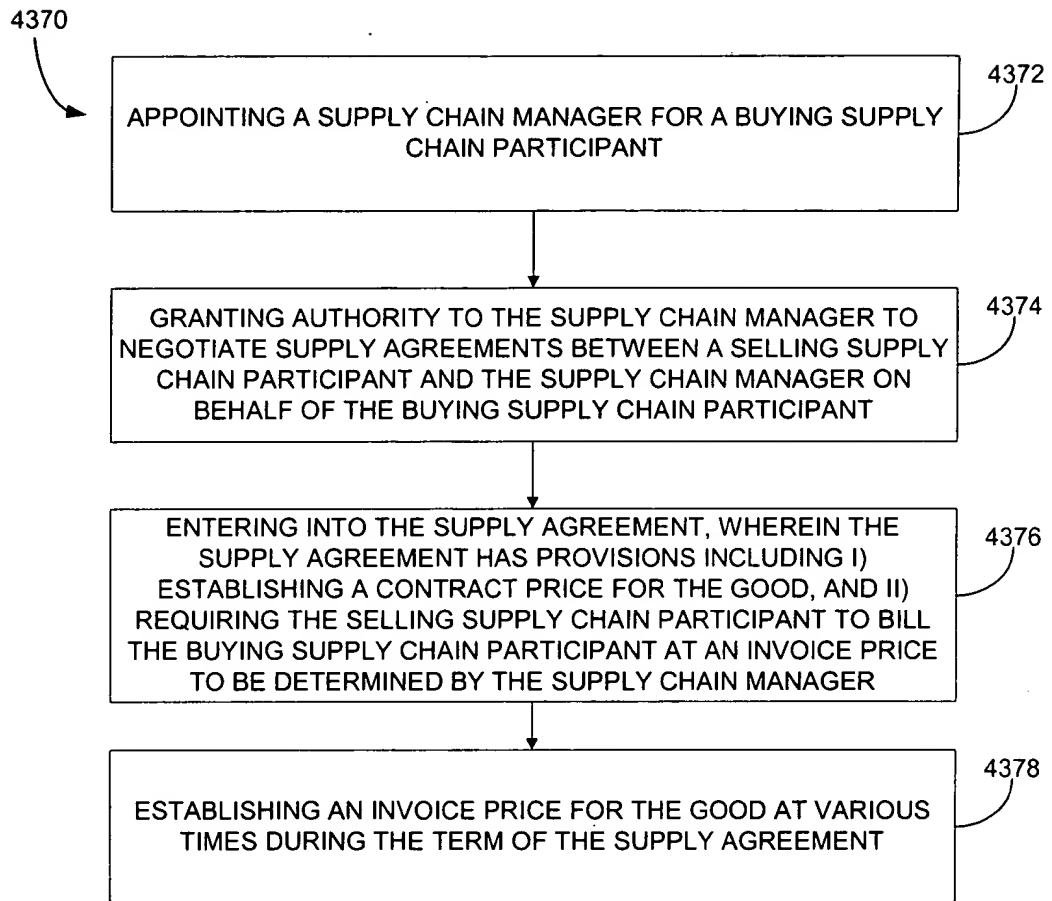 4370
4372
APPOINTING A SUPPLY CHAIN MANAGER FOR A BUYING SUPPLY
CHAIN PARTICIPANT
4374
GRANTING AUTHORITY TO THE SUPPLY CHAIN MANAGER TO
NEGOTIATE SUPPLY AGREEMENTS BETWEEN A SELLING SUPPLY
CHAIN PARTICIPANT AND THE SUPPLY CHAIN MANAGER ON
BEHALF OF THE BUYING SUPPLY CHAIN PARTICIPANT
4376
ENTERING INTO THE SUPPLY AGREEMENT, WHEREIN THE
SUPPLY AGREEMENT HAS PROVISIONS INCLUDING I)
ESTABLISHING A CONTRACT PRICE FOR THE GOOD, AND II)
REQUIRING THE SELLING SUPPLY CHAIN PARTICIPANT TO BILL
THE BUYING SUPPLY CHAIN PARTICIPANT AT AN INVOICE PRICE
TO BE DETERMINED BY THE SUPPLY CHAIN MANAGER
4378
ESTABLISHING AN INVOICE PRICE FOR THE GOOD AT VARIOUS
TIMES DURING THE TERM OF THE SUPPLY AGREEMENT